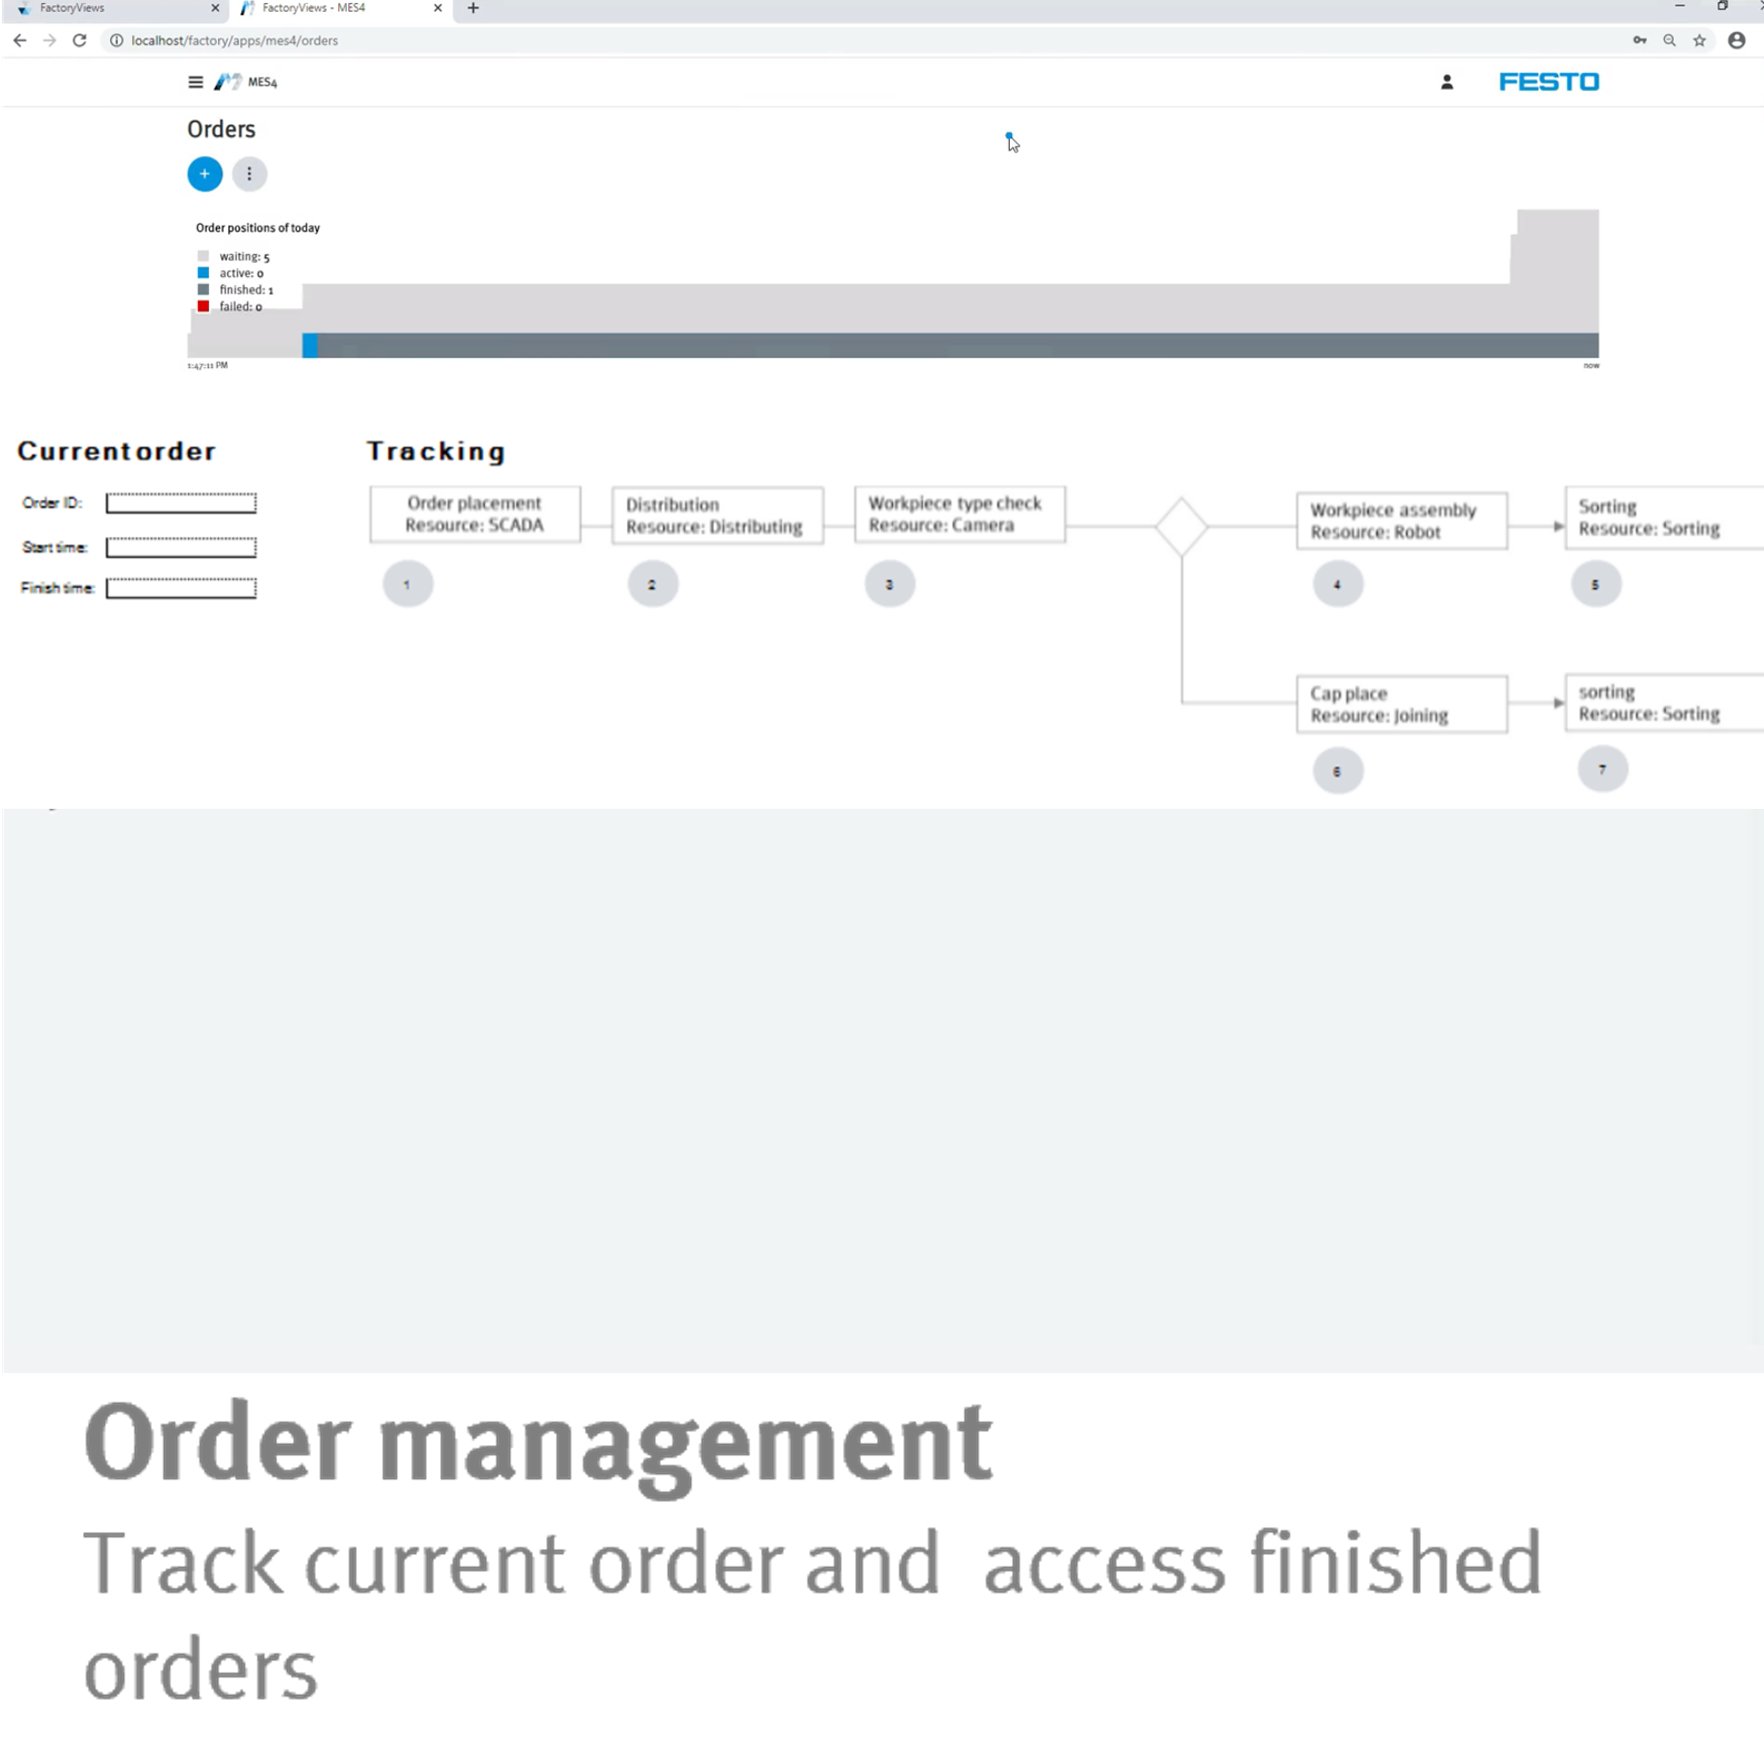 FactoryViews
FactoryViews - MES4
localhost/factory/apps/mes4/orders
MES4
FESTO
Orders
Order positions of today
waiting: 5
active: 0
finished: 1
failed: 0
1:47:11 PM
now
Current order
Tracking
Order ID:
Start time:
Finish time:
Order placement
Resource: SCADA
1
Distribution
Resource: Distributing
2
Workpiece type check
Resource: Camera
3
Workpiece assembly
Resource: Robot
4
Sorting
Resource: Sorting
5
Cap place
Resource: Joining
6
sorting
Resource: Sorting
7
Order management
Track current order and access finished
orders